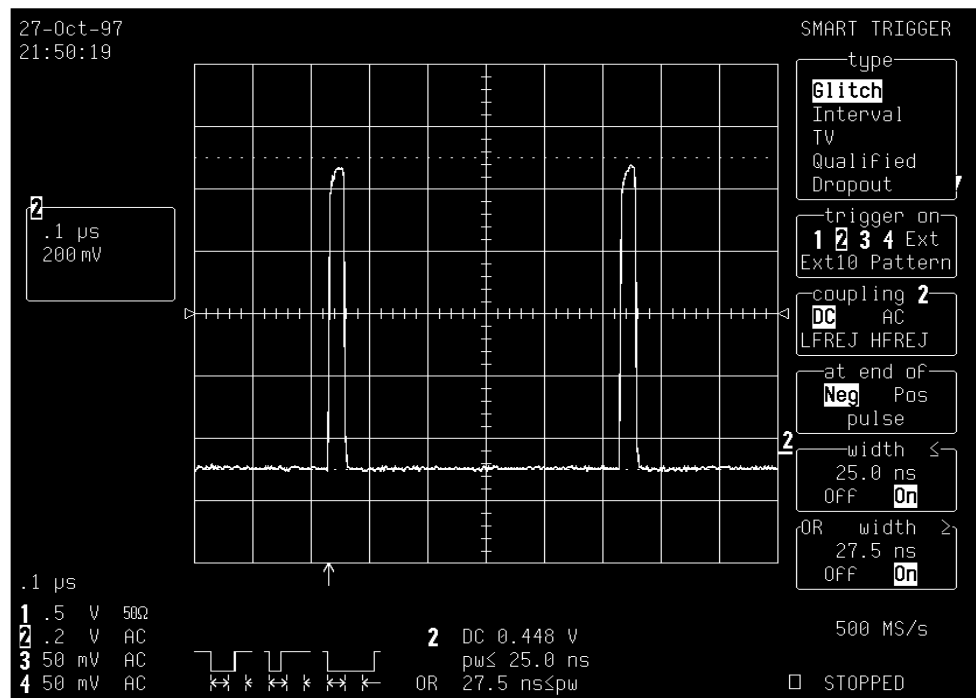 27-Oct-97
21:50:19
SMART TRIGGER
type
Glitch
Interval
TV
Qualified
Dropout
2
.1 µs
200 mV
trigger on
1 2 3 4 Ext
Ext10 Pattern
coupling 2
DC AC
LFREJ HFREJ
at end of
Neg Pos
pulse
2
width ≤
25.0 ns
Off On
OR width ≥
27.5 ns
Off On
.1 µs
1 .5 V 50Ω
2 .2 V AC
3 50 mV AC
4 50 mV AC
2 DC 0.448 V
pw≤ 25.0 ns
OR 27.5 ns≤pw
500 MS/s
STOPPED